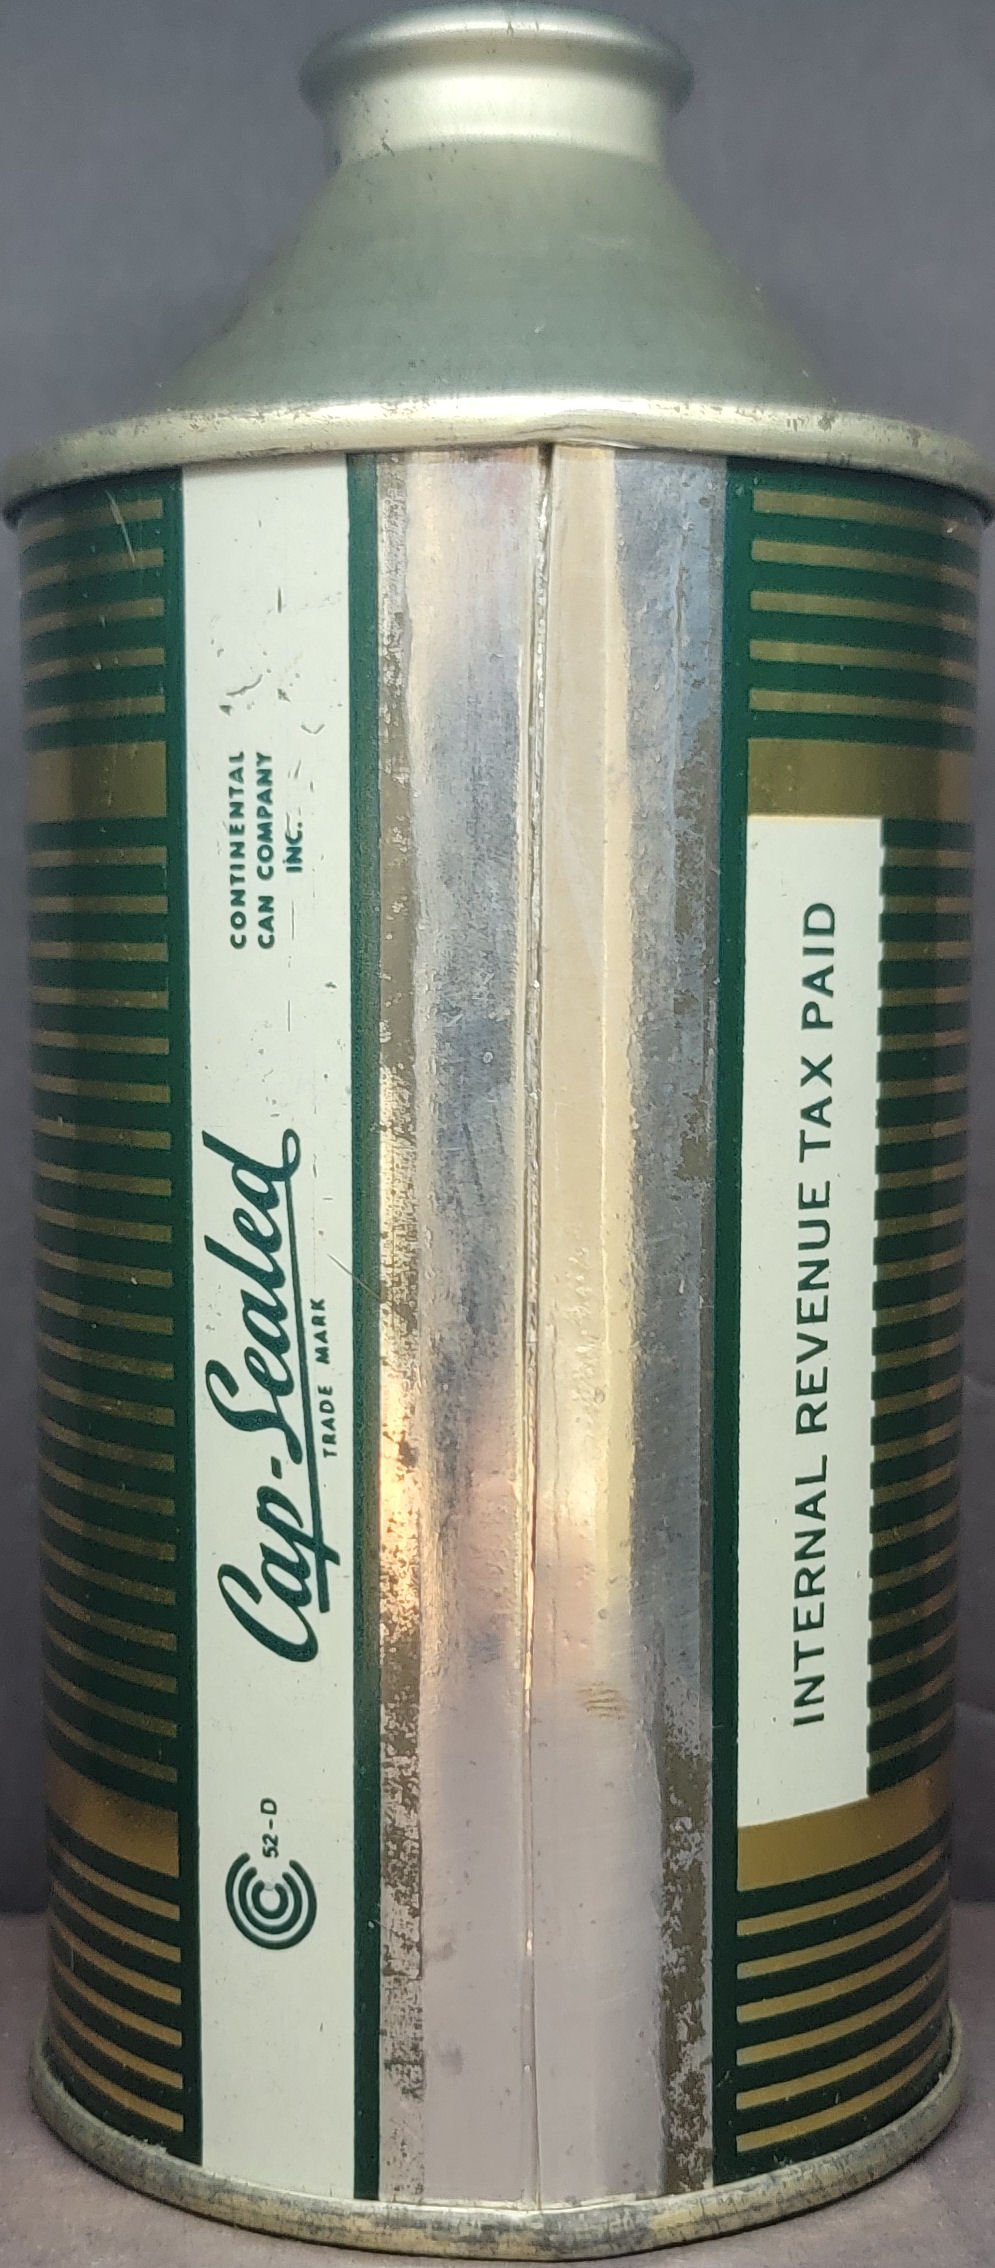 CONTINENTAL
CAN COMPANY
INC.
Cap-Sealed
TRADE MARK
C 52-D
INTERNAL REVENUE TAX PAID